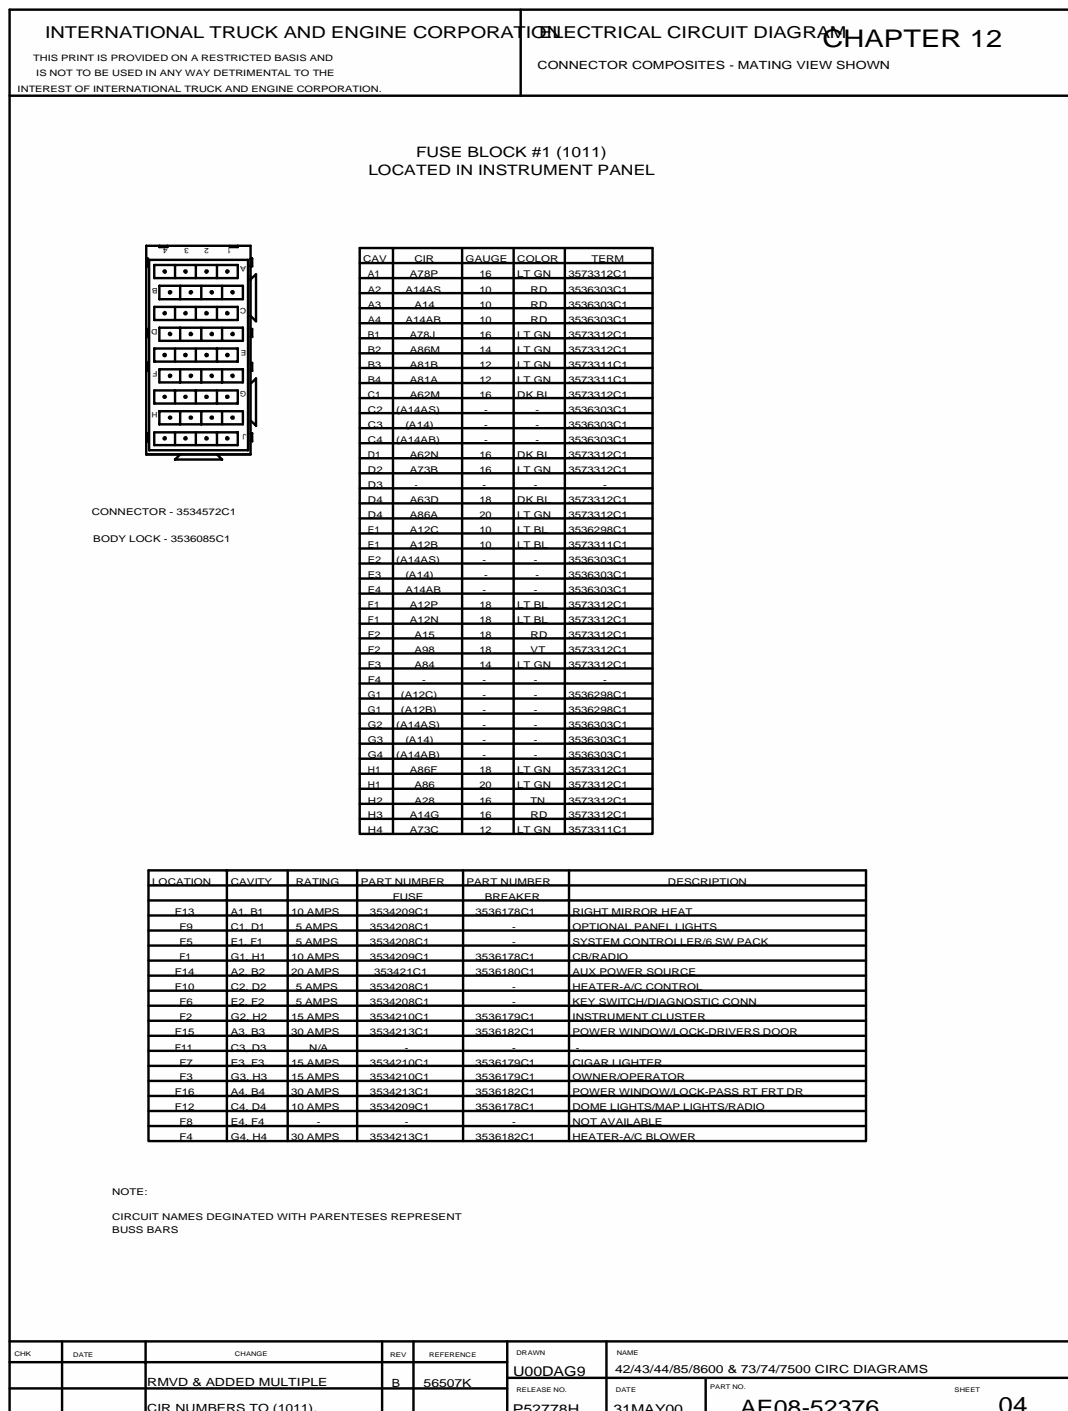 INTERNATIONAL TRUCK AND ENGINE CORPORATION
THIS PRINT IS PROVIDED ON A RESTRICTED BASIS AND
IS NOT TO BE USED IN ANY WAY DETRIMENTAL TO THE
INTEREST OF INTERNATIONAL TRUCK AND ENGINE CORPORATION.
ELECTRICAL CIRCUIT DIAGRAM
CHAPTER 12
CONNECTOR COMPOSITES - MATING VIEW SHOWN
FUSE BLOCK #1 (1011)
LOCATED IN INSTRUMENT PANEL
4 3 2 1
A
B
C
D
E
F
G
H
J
CONNECTOR - 3534572C1
BODY LOCK - 3536085C1
CAV CIR GAUGE COLOR TERM
A1 A78P 16 LT GN 3573312C1
A2 A14AS 10 RD 3536303C1
A3 A14 10 RD 3536303C1
A4 A14AB 10 RD 3536303C1
B1 A78J 16 LT GN 3573312C1
B2 A86M 14 LT GN 3573312C1
B3 A81B 12 LT GN 3573311C1
B4 A81A 12 LT GN 3573311C1
C1 A62M 16 DK BL 3573312C1
C2 (A14AS) - - 3536303C1
C3 (A14) - - 3536303C1
C4 (A14AB) - - 3536303C1
D1 A62N 16 DK BL 3573312C1
D2 A73B 16 LT GN 3573312C1
D3 - - - -
D4 A63D 18 DK BL 3573312C1
D4 A86A 20 LT GN 3573312C1
E1 A12C 10 LT BL 3536298C1
E1 A12B 10 LT BL 3573311C1
E2 (A14AS) - - 3536303C1
E3 (A14) - - 3536303C1
E4 A14AB - - 3536303C1
F1 A12P 18 LT BL 3573312C1
F1 A12N 18 LT BL 3573312C1
F2 A15 18 RD 3573312C1
F2 A98 18 VT 3573312C1
F3 A84 14 LT GN 3573312C1
F4 - - - -
G1 (A12C) - - 3536298C1
G1 (A12B) - - 3536298C1
G2 (A14AS) - - 3536303C1
G3 (A14) - - 3536303C1
G4 (A14AB) - - 3536303C1
H1 A86F 18 LT GN 3573312C1
H1 A86 20 LT GN 3573312C1
H2 A28 16 TN 3573312C1
H3 A14G 16 RD 3573312C1
H4 A73C 12 LT GN 3573311C1
LOCATION CAVITY RATING PART NUMBER PART NUMBER DESCRIPTION
FUSE BREAKER
F13 A1, B1 10 AMPS 3534209C1 3536178C1 RIGHT MIRROR HEAT
F9 C1, D1 5 AMPS 3534208C1 - OPTIONAL PANEL LIGHTS
F5 E1, F1 5 AMPS 3534208C1 - SYSTEM CONTROLLER/6 SW PACK
F1 G1, H1 10 AMPS 3534209C1 3536178C1 CB/RADIO
F14 A2, B2 20 AMPS 353421C1 3536180C1 AUX POWER SOURCE
F10 C2, D2 5 AMPS 3534208C1 - HEATER-A/C CONTROL
F6 E2, F2 5 AMPS 3534208C1 - KEY SWITCH/DIAGNOSTIC CONN
F2 G2, H2 15 AMPS 3534210C1 3536179C1 INSTRUMENT CLUSTER
F15 A3, B3 30 AMPS 3534213C1 3536182C1 POWER WINDOW/LOCK-DRIVERS DOOR
F11 C3, D3 N/A - - -
F7 E3, F3 15 AMPS 3534210C1 3536179C1 CIGAR LIGHTER
F3 G3, H3 15 AMPS 3534210C1 3536179C1 OWNER/OPERATOR
F16 A4, B4 30 AMPS 3534213C1 3536182C1 POWER WINDOW/LOCK-PASS RT FRT DR
F12 C4, D4 10 AMPS 3534209C1 3536178C1 DOME LIGHTS/MAP LIGHTS/RADIO
F8 E4, F4 - - - NOT AVAILABLE
F4 G4, H4 30 AMPS 3534213C1 3536182C1 HEATER-A/C BLOWER
NOTE:
CIRCUIT NAMES DEGINATED WITH PARENTESES REPRESENT
BUSS BARS
CHK DATE CHANGE REV REFERENCE DRAWN NAME
RMVD & ADDED MULTIPLE B 56507K U00DAG9 42/43/44/85/8600 & 73/74/7500 CIRC DIAGRAMS
RELEASE NO. DATE PART NO. SHEET
CIR NUMBERS TO (1011). P52778H 31MAY00 AE08-52376 04